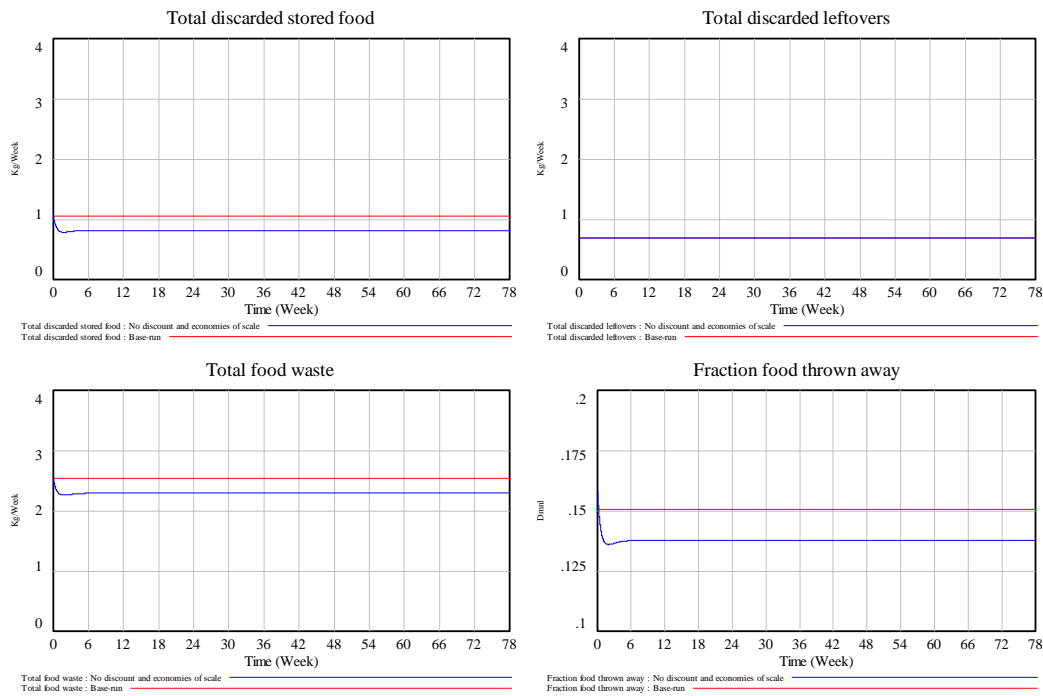 Total discarded stored food
4
3
2
1
0
Kg/Week
0 6 12 18 24 30 36 42 48 54 60 66 72 78
Time (Week)
Total discarded stored food : No discount and economies of scale
Total discarded stored food : Base-run
Total discarded leftovers
4
3
2
1
0
Kg/Week
0 6 12 18 24 30 36 42 48 54 60 66 72 78
Time (Week)
Total discarded leftovers : No discount and economies of scale
Total discarded leftovers : Base-run
Total food waste
4
3
2
1
0
Kg/Week
0 6 12 18 24 30 36 42 48 54 60 66 72 78
Time (Week)
Total food waste : No discount and economies of scale
Total food waste : Base-run
Fraction food thrown away
.2
.175
.15
.125
.1
Dmnl
0 6 12 18 24 30 36 42 48 54 60 66 72 78
Time (Week)
Fraction food thrown away : No discount and economies of scale
Fraction food thrown away : Base-run